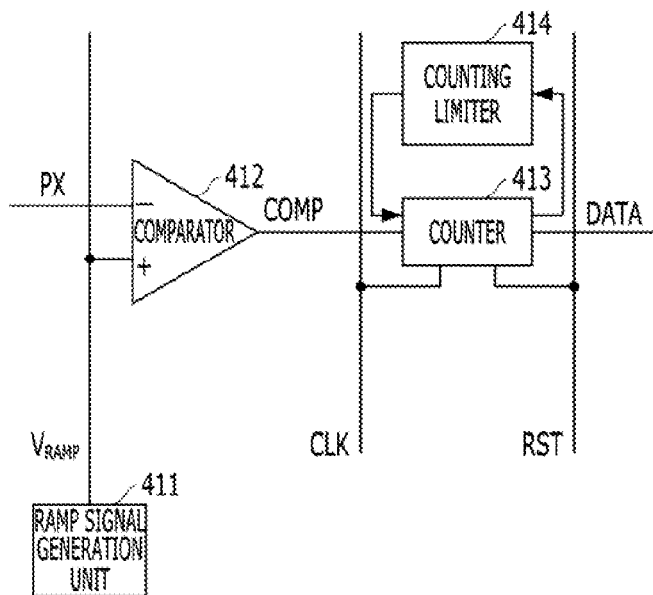 414
COUNTING
LIMITER
PX
412
COMP
413
DATA
−
COMPARATOR
COUNTER
+
CLK
RST
VRAMP
411
RAMP SIGNAL
GENERATION
UNIT